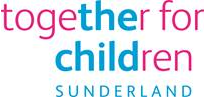 together for
children
SUNDERLAND